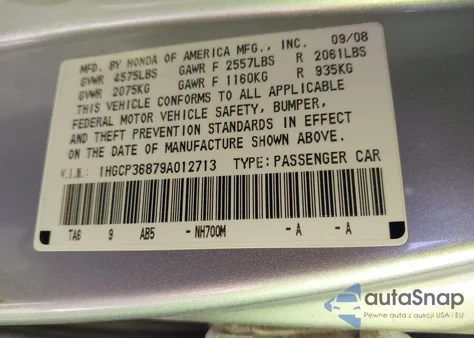 MFD. BY HONDA OF AMERICA MFG., INC. 09/08
GVWR 4575LBS GAWR F 2557LBS R 2061LBS
GVWR 2075KG GAWR F 1160KG R 935KG
THIS VEHICLE CONFORMS TO ALL APPLICABLE
FEDERAL MOTOR VEHICLE SAFETY, BUMPER,
AND THEFT PREVENTION STANDARDS IN EFFECT
ON THE DATE OF MANUFACTURE SHOWN ABOVE.
V.I.N.: 1HGCP36879A012713 TYPE: PASSENGER CAR
TA6 9 AB5 -NH700M -A -A
autoSnap
Pewne auta z aukcji USA i EU